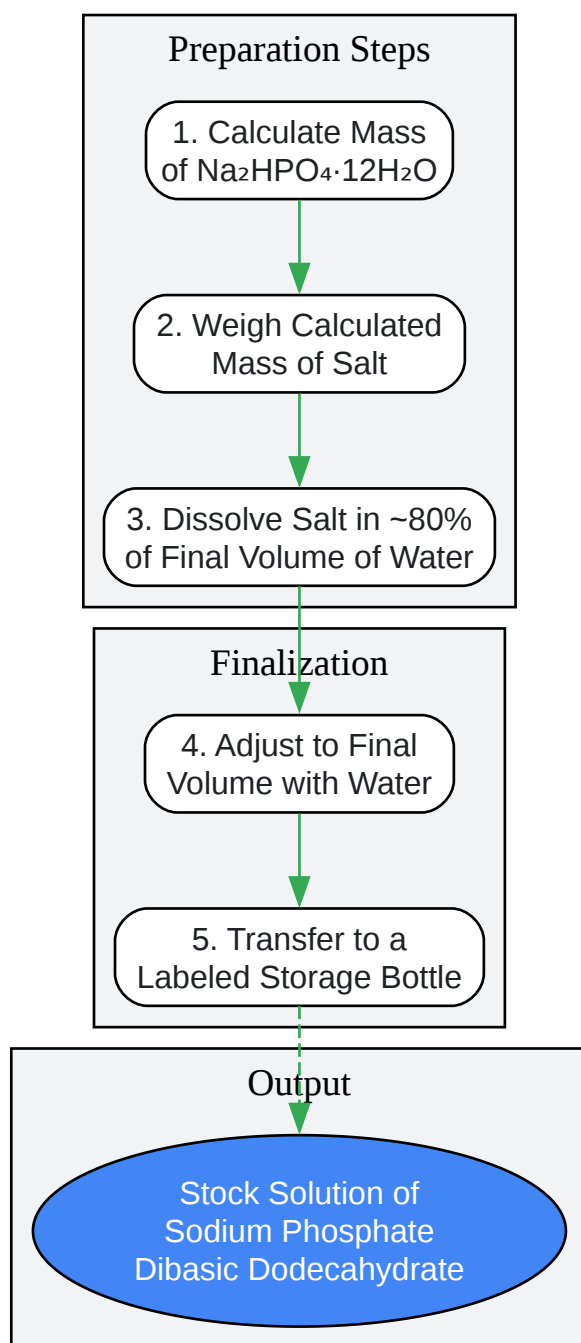 Preparation Steps
1. Calculate Mass
of Na₂HPO₄·12H₂O
2. Weigh Calculated
Mass of Salt
3. Dissolve Salt in ~80%
of Final Volume of Water
Finalization
4. Adjust to Final
Volume with Water
5. Transfer to a
Labeled Storage Bottle
Output
Stock Solution of
Sodium Phosphate
Dibasic Dodecahydrate